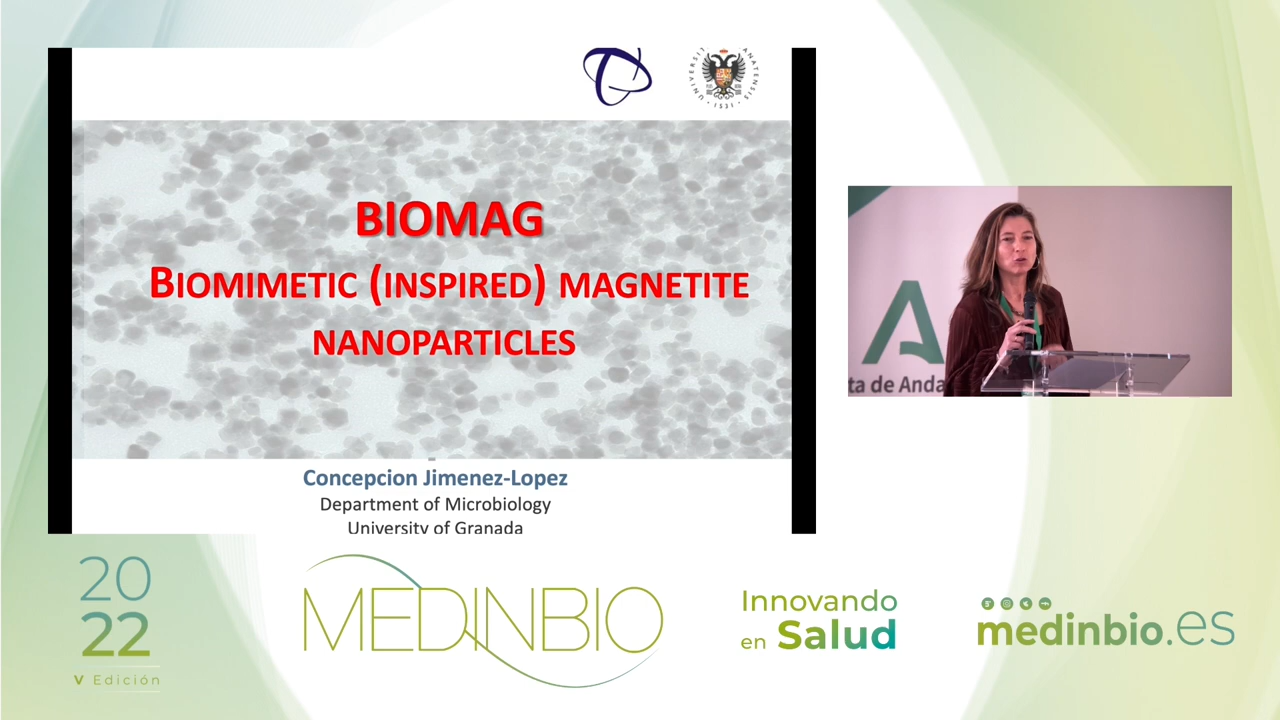 BIOMAG
BIOMIMETIC (INSPIRED) MAGNETITE
NANOPARTICLES
Concepcion Jimenez-Lopez
Department of Microbiology
University of Granada
ta de Anda
20
22
V Edición
MEDINBIO
Innovando
en Salud
medinbio.es